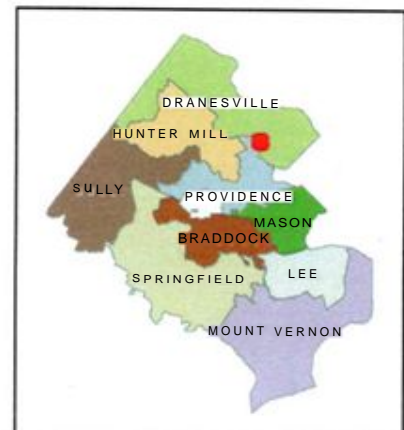 DRANESVILLE
HUNTER MILL
SULLY
PROVIDENCE
MASON
BRADDOCK
SPRINGFIELD
LEE
MOUNT VERNON